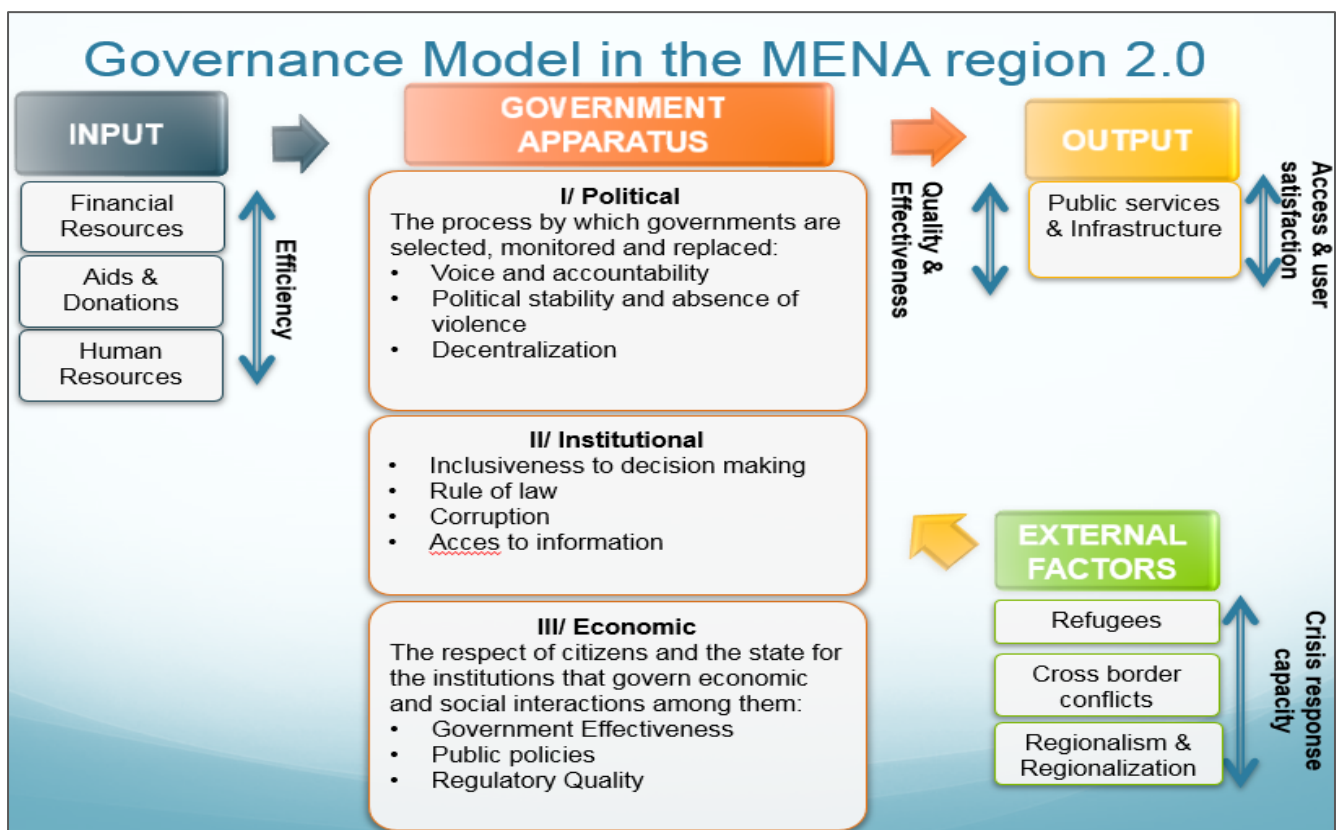 Governance Model in the MENA region 2.0
INPUT
Financial
Resources
Aids &
Donations
Human
Resources
Efficiency
GOVERNMENT
APPARATUS
I/ Political
The process by which governments are
selected, monitored and replaced:
• Voice and accountability
• Political stability and absence of
violence
• Decentralization
II/ Institutional
• Inclusiveness to decision making
• Rule of law
• Corruption
• Acces to information
III/ Economic
The respect of citizens and the state for
the institutions that govern economic
and social interactions among them:
• Government Effectiveness
• Public policies
• Regulatory Quality
Quality &
Effectiveness
OUTPUT
Public services
& Infrastructure
Access & user
satisfaction
EXTERNAL
FACTORS
Refugees
Cross border
conflicts
Regionalism &
Regionalization
Crisis response
capacity